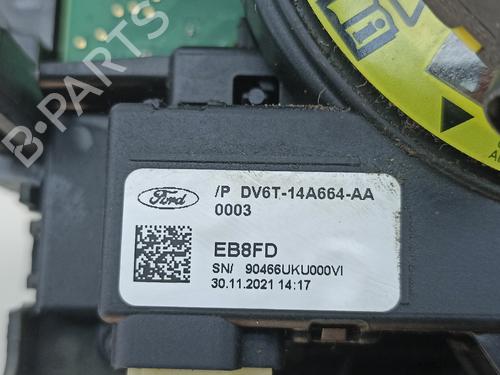 B-PARTS
Ford
/P DV6T-14A664-AA
0003
EB8FD
SN/ 90466UKU000VI
30.11.2021 14:17